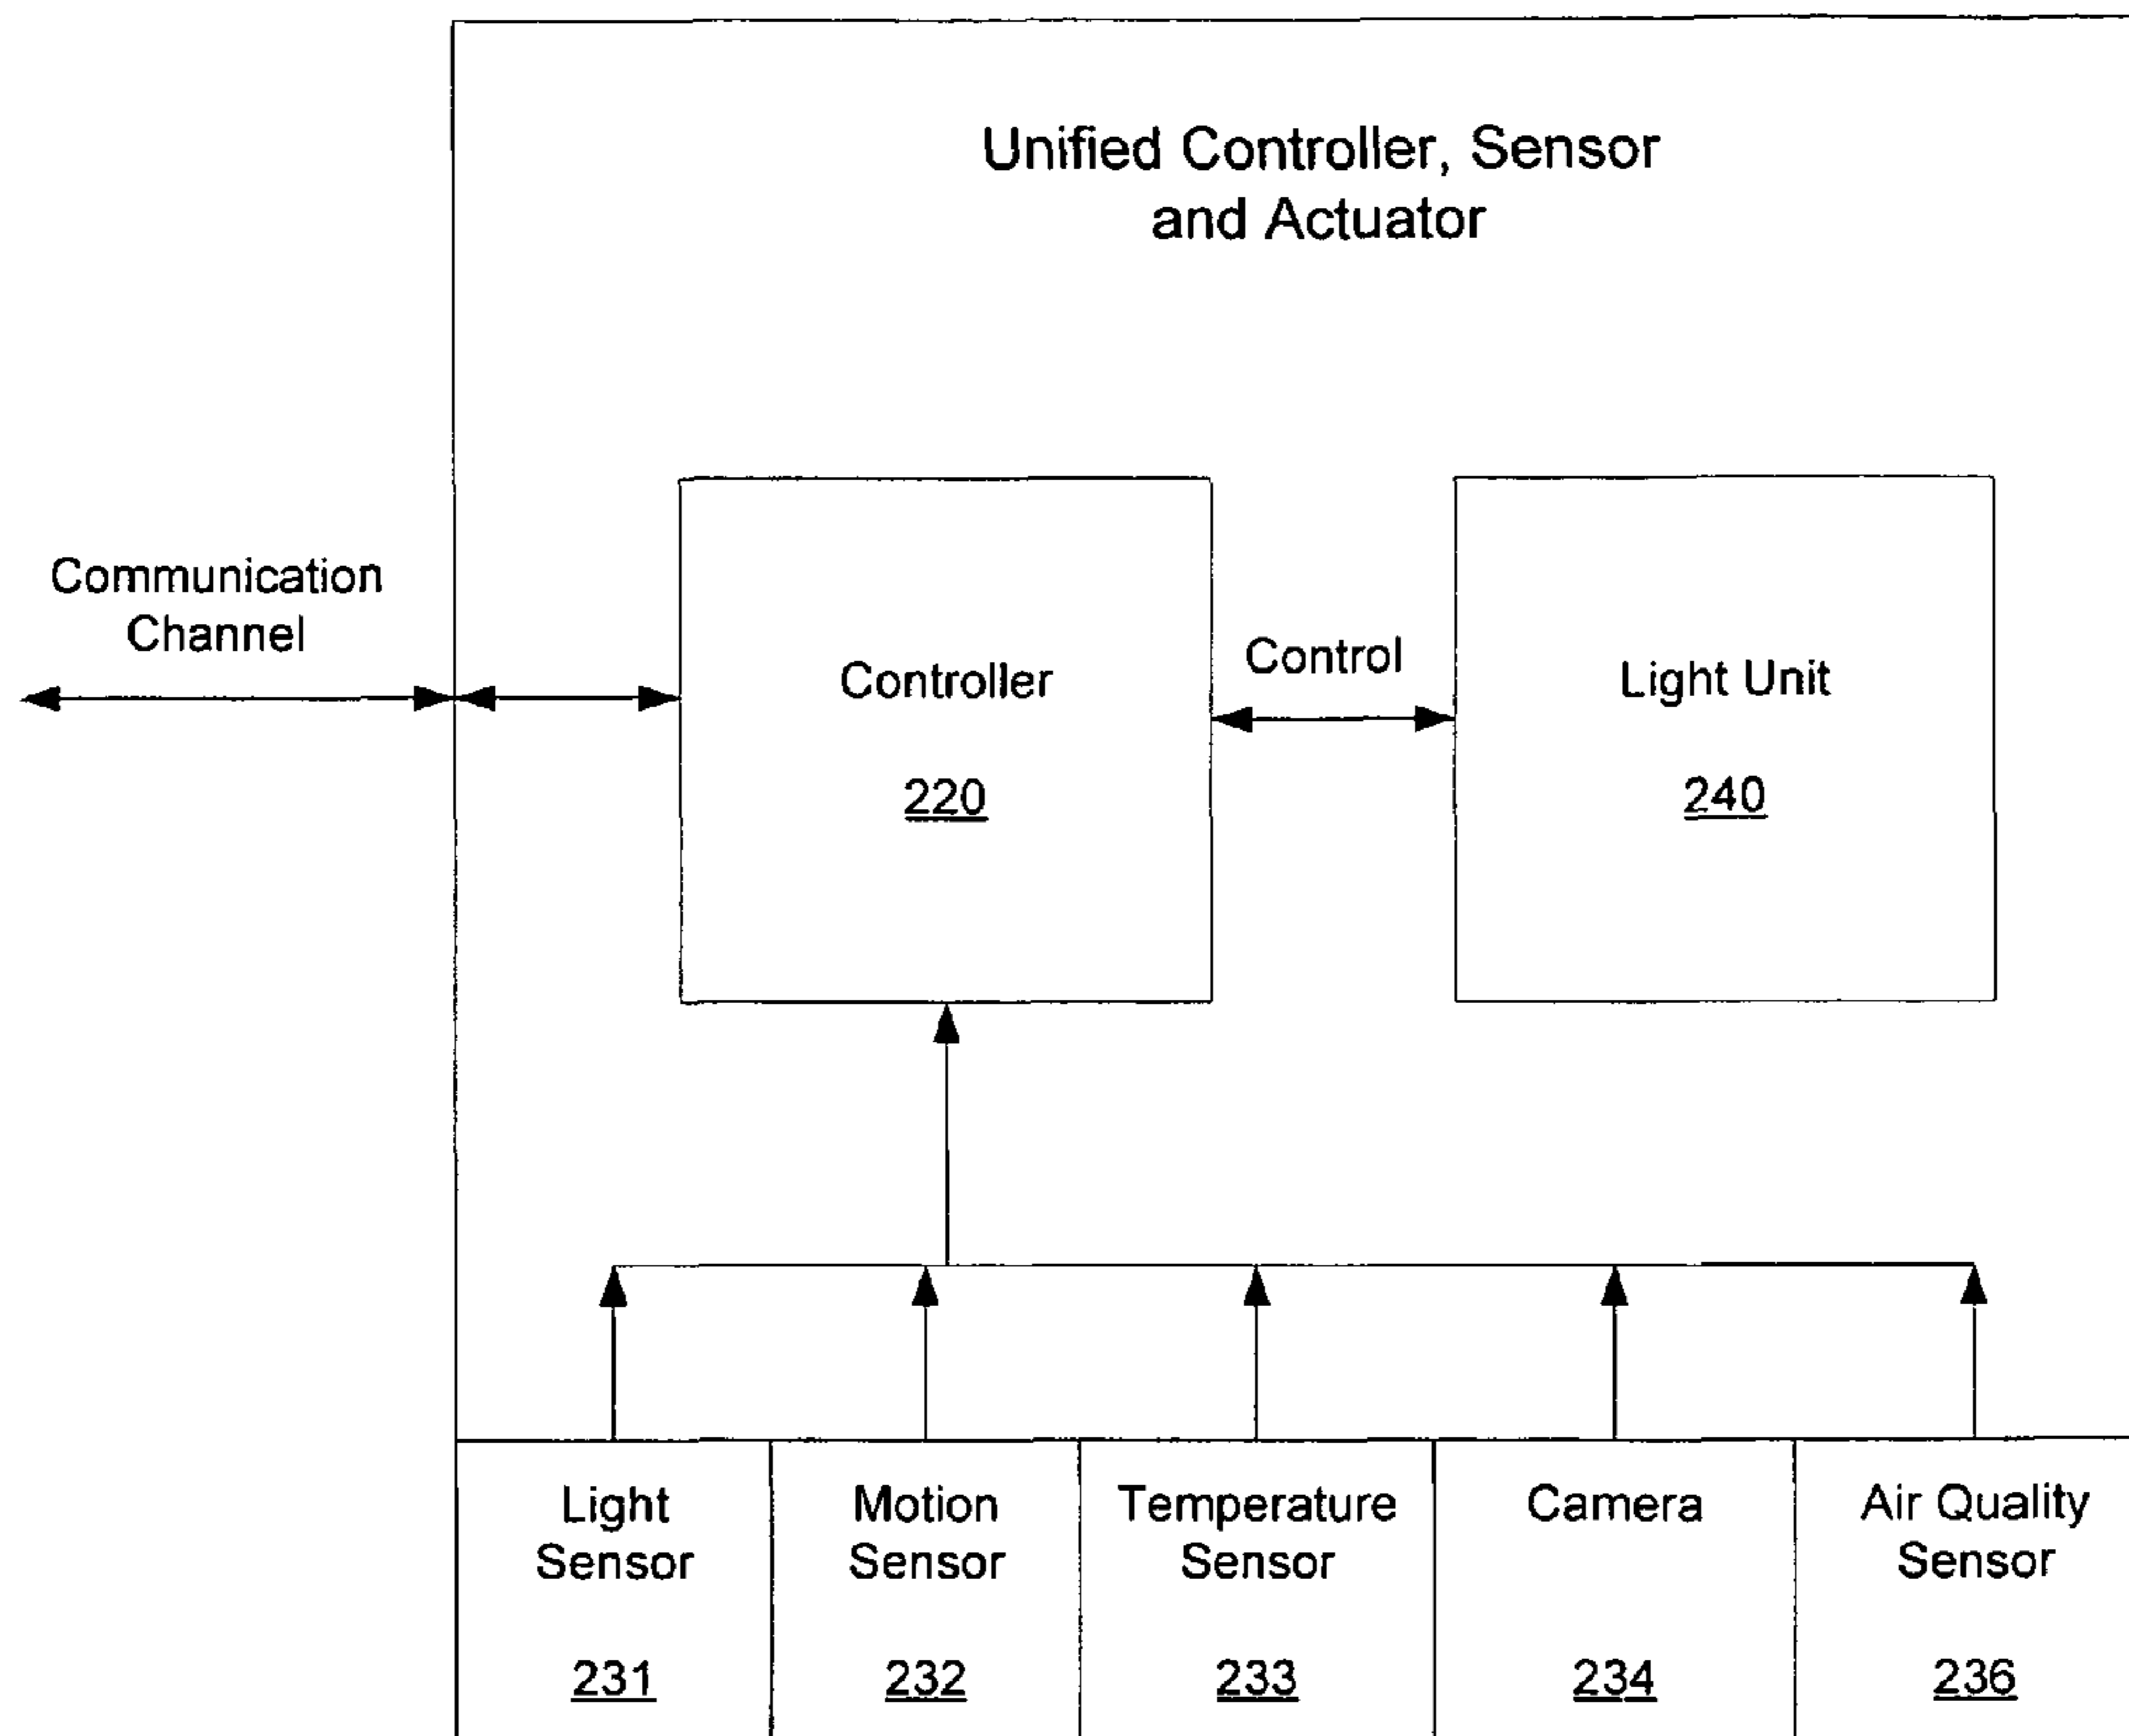 Unified Controller, Sensor
and Actuator
Communication
Channel
Controller
220
Control
Light Unit
240
Light
Sensor
231
Motion
Sensor
232
Temperature
Sensor
233
Camera
234
Air Quality
Sensor
236